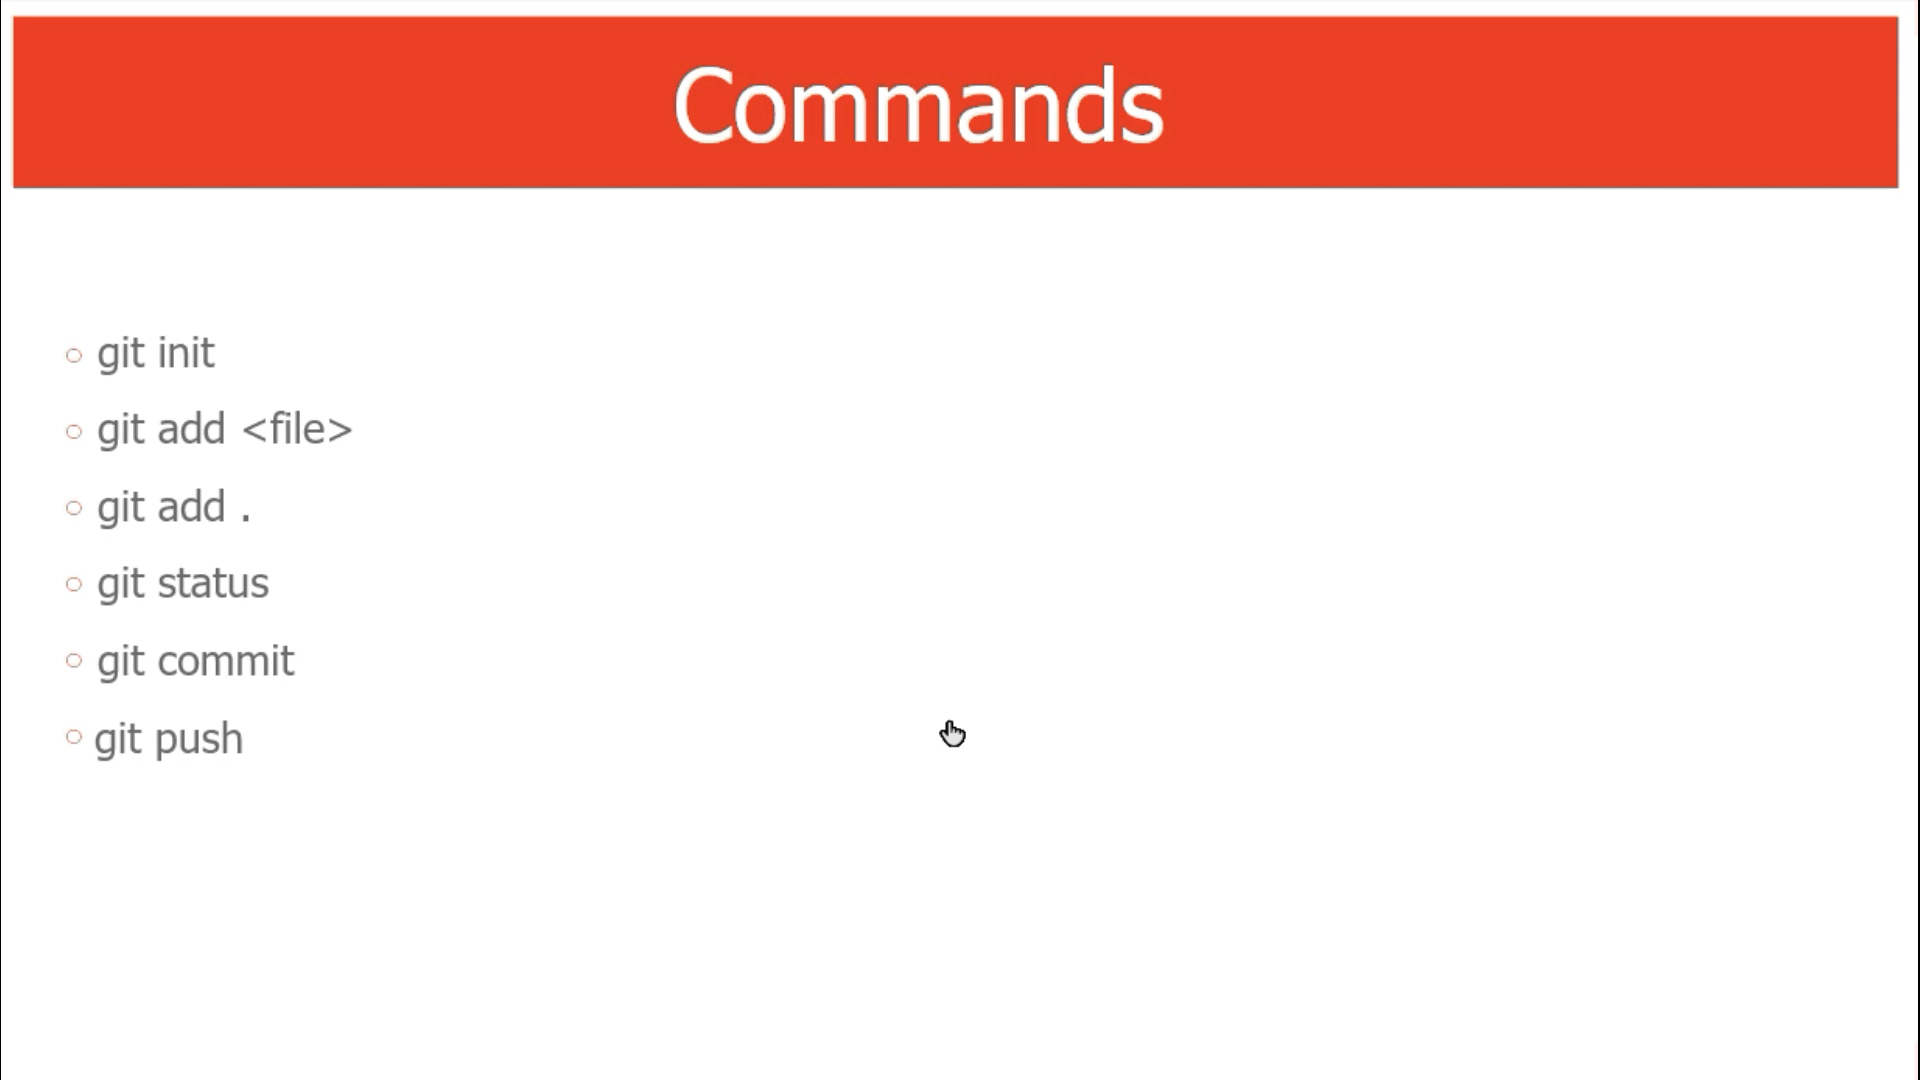 Commands
git init
git add <file>
git add .
git status
git commit
git push